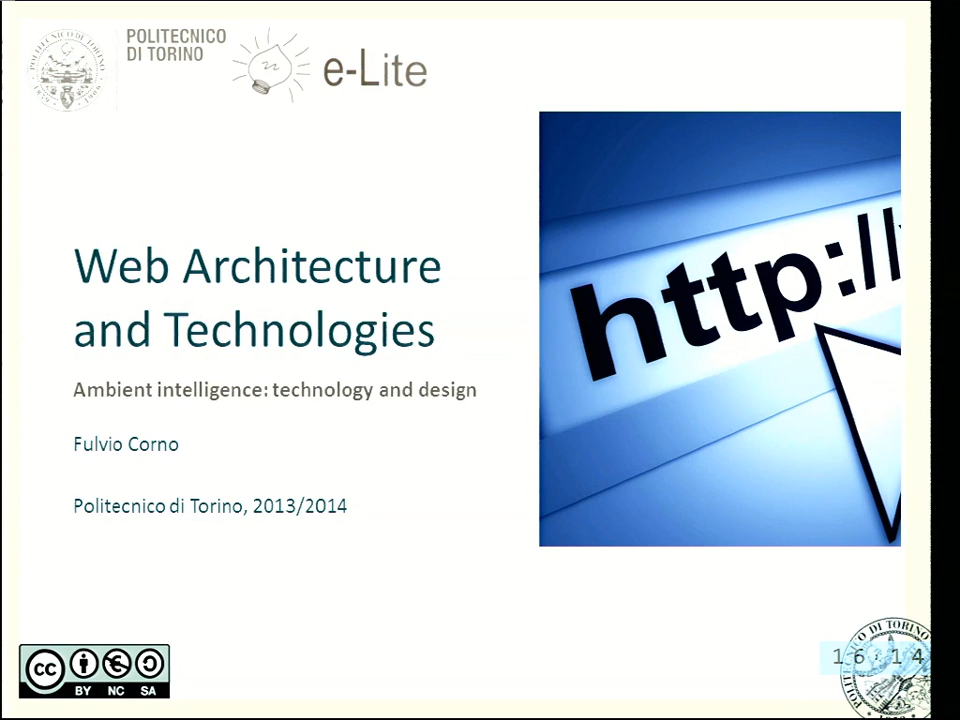 POLITECNICO
DI TORINO
e-Lite
http://
Web Architecture
and Technologies
Ambient intelligence: technology and design
Fulvio Corno
Politecnico di Torino, 2013/2014
cc
BY NC SA
16:14